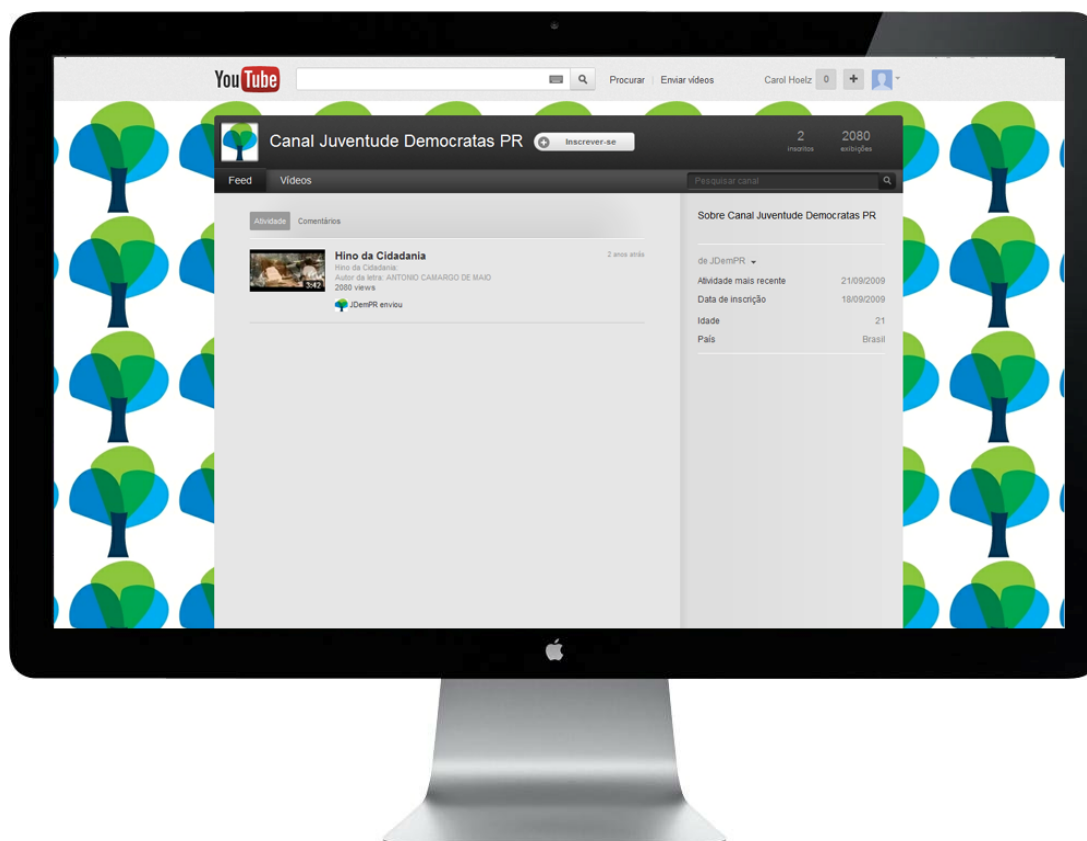 YouTube
Procurar Enviar vídeos Carol Hoelz 0 +
Canal Juventude Democratas PR Inscrever-se 2 inscritos 2080 exibições
Feed Vídeos Pesquisar canal
Atividade Comentários
Hino da Cidadania 2 anos atrás
Hino da Cidadania:
Autor da letra: ANTONIO CAMARGO DE MAIO
2080 views
3:42
JDemPR enviou
Sobre Canal Juventude Democratas PR
de JDemPR
Atividade mais recente 21/09/2009
Data de inscrição 18/09/2009
Idade 21
País Brasil